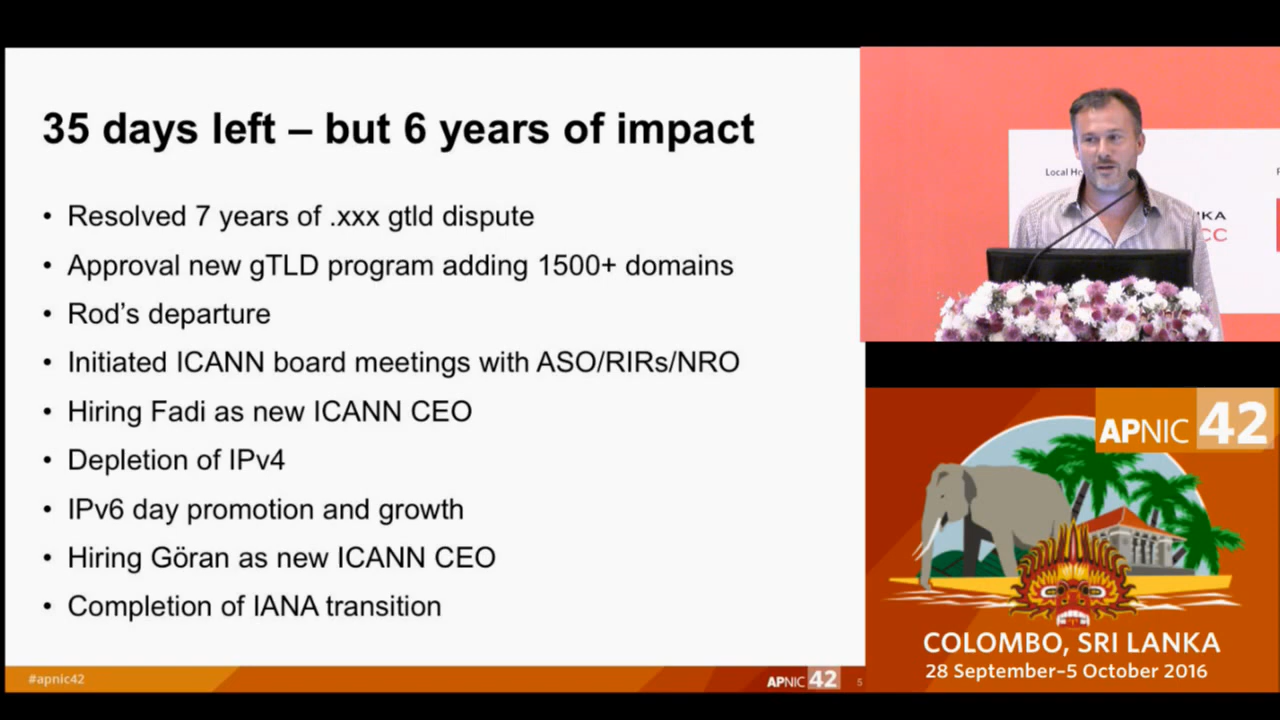 35 days left – but 6 years of impact
• Resolved 7 years of .xxx gtld dispute
• Approval new gTLD program adding 1500+ domains
• Rod’s departure
• Initiated ICANN board meetings with ASO/RIRs/NRO
• Hiring Fadi as new ICANN CEO
• Depletion of IPv4
• IPv6 day promotion and growth
• Hiring Göran as new ICANN CEO
• Completion of IANA transition
#apnic42
APNIC 42
5
Local
KA
CC
APNIC 42
COLOMBO, SRI LANKA
28 September–5 October 2016